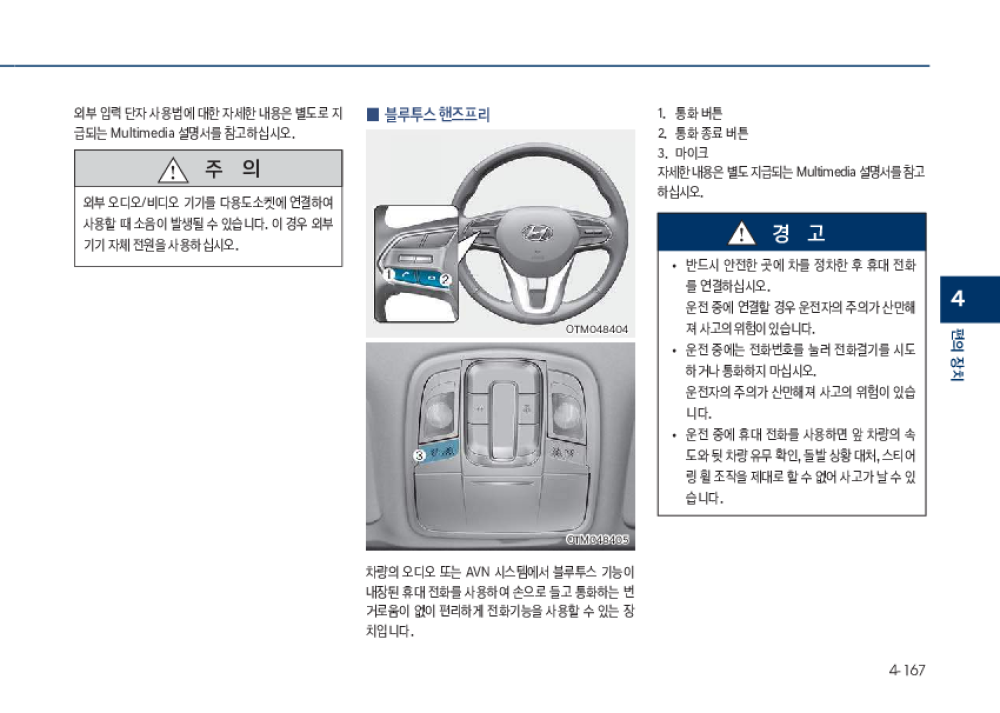 외부 입력 단자 사용법에 대한 자세한 내용은 별도로 지
급되는 Multimedia 설명서를 참고하십시오.
주 의
외부 오디오/비디오 기기를 다용도소켓에 연결하여
사용할 때 소음이 발생될 수 있습니다. 이 경우 외부
기기 자체 전원을 사용하십시오.
■ 블루투스 핸즈프리
①
②
OTM048404
③
OTM048405
차량의 오디오 또는 AVN 시스템에서 블루투스 기능이
내장된 휴대 전화를 사용하여 손으로 들고 통화하는 번
거로움이 없이 편리하게 전화기능을 사용할 수 있는 장
치입니다.
1. 통화 버튼
2. 통화 종료 버튼
3. 마이크
자세한 내용은 별도 지급되는 Multimedia 설명서를 참고
하십시오.
경 고
• 반드시 안전한 곳에 차를 정차한 후 휴대 전화
를 연결하십시오.
운전 중에 연결할 경우 운전자의 주의가 산만해
져 사고의 위험이 있습니다.
• 운전 중에는 전화번호를 눌러 전화걸기를 시도
하거나 통화하지 마십시오.
운전자의 주의가 산만해져 사고의 위험이 있습
니다.
• 운전 중에 휴대 전화를 사용하면 앞 차량의 속
도와 뒷 차량 유무 확인, 돌발 상황 대처, 스티어
링 휠 조작을 제대로 할 수 없어 사고가 날 수 있
습니다.
4
편의 장치
4-167